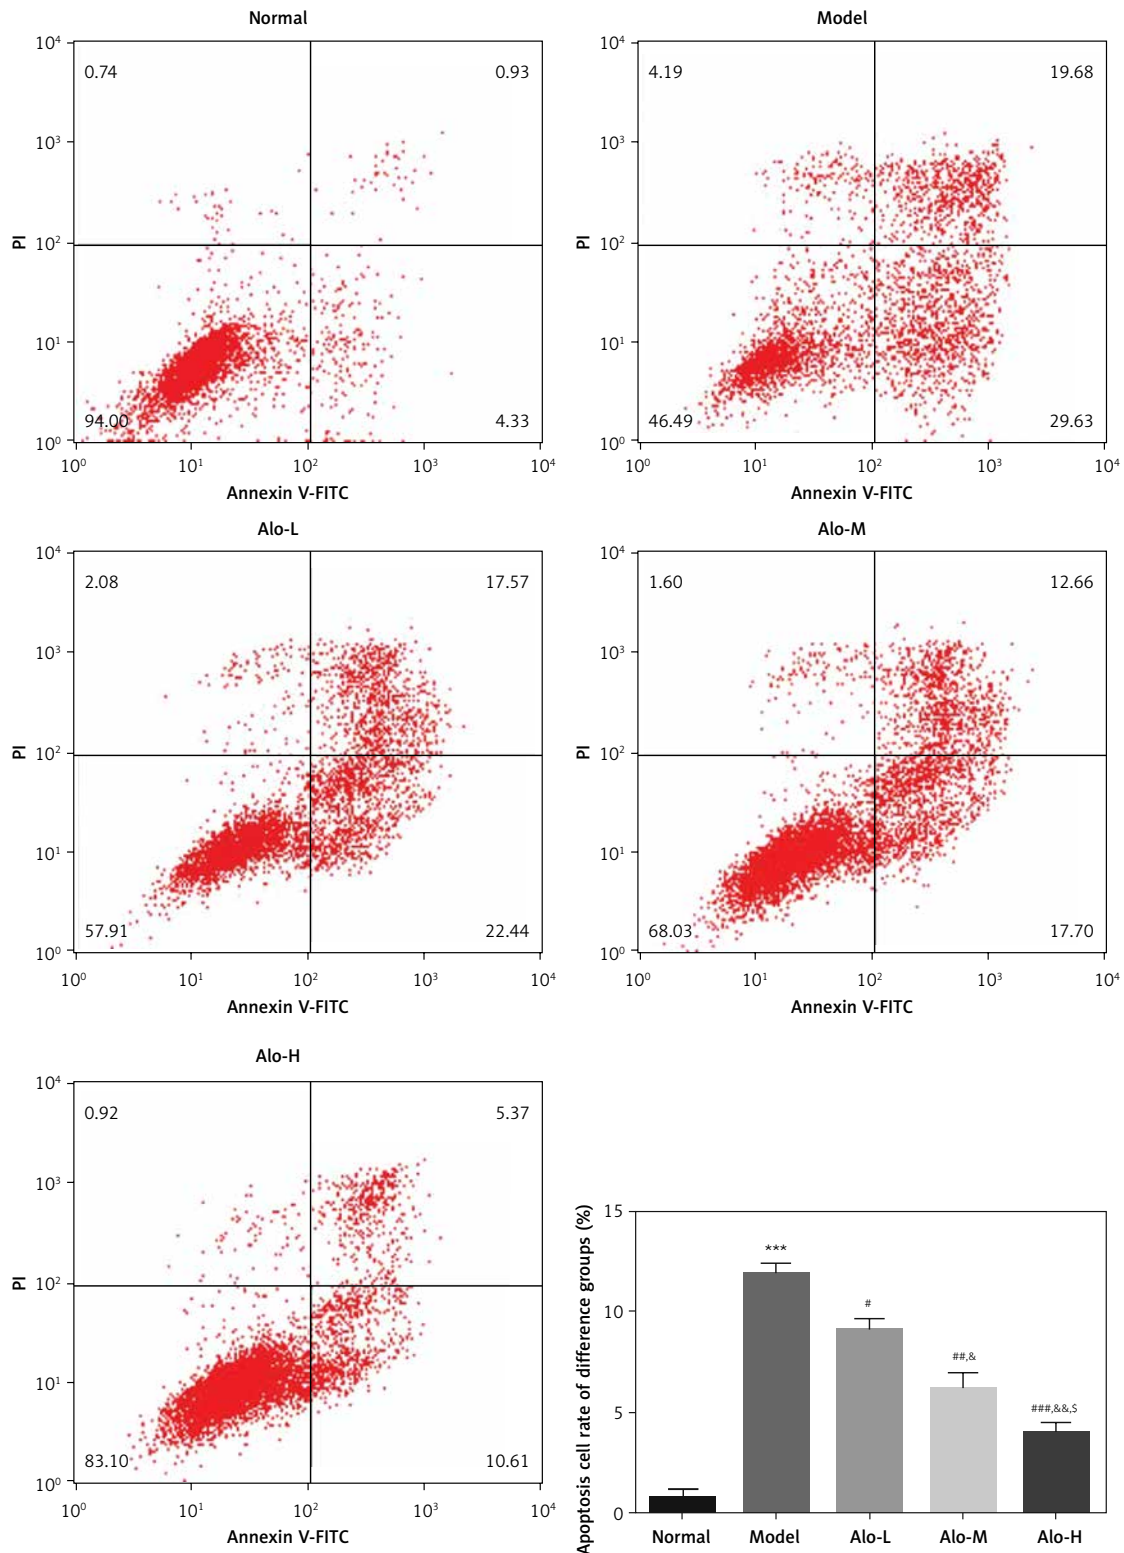 Normal
10⁴
0.74
0.93
10³
PI
10²
10¹
94.00
4.33
10⁰
10⁰ 10¹ 10² 10³ 10⁴
Annexin V-FITC
Model
10⁴
4.19
19.68
10³
PI
10²
10¹
46.49
29.63
10⁰
10⁰ 10¹ 10² 10³ 10⁴
Annexin V-FITC
Alo-L
10⁴
2.08
17.57
10³
PI
10²
10¹
57.91
22.44
10⁰
10⁰ 10¹ 10² 10³ 10⁴
Annexin V-FITC
Alo-M
10⁴
1.60
12.66
10³
PI
10²
10¹
68.03
17.70
10⁰
10⁰ 10¹ 10² 10³ 10⁴
Annexin V-FITC
Alo-H
10⁴
0.92
5.37
10³
PI
10²
10¹
83.10
10.61
10⁰
10⁰ 10¹ 10² 10³ 10⁴
Annexin V-FITC
Apoptosis cell rate of difference groups (%)
15
10
5
0
***
#
##,&
###,&&,$
Normal Model Alo-L Alo-M Alo-H